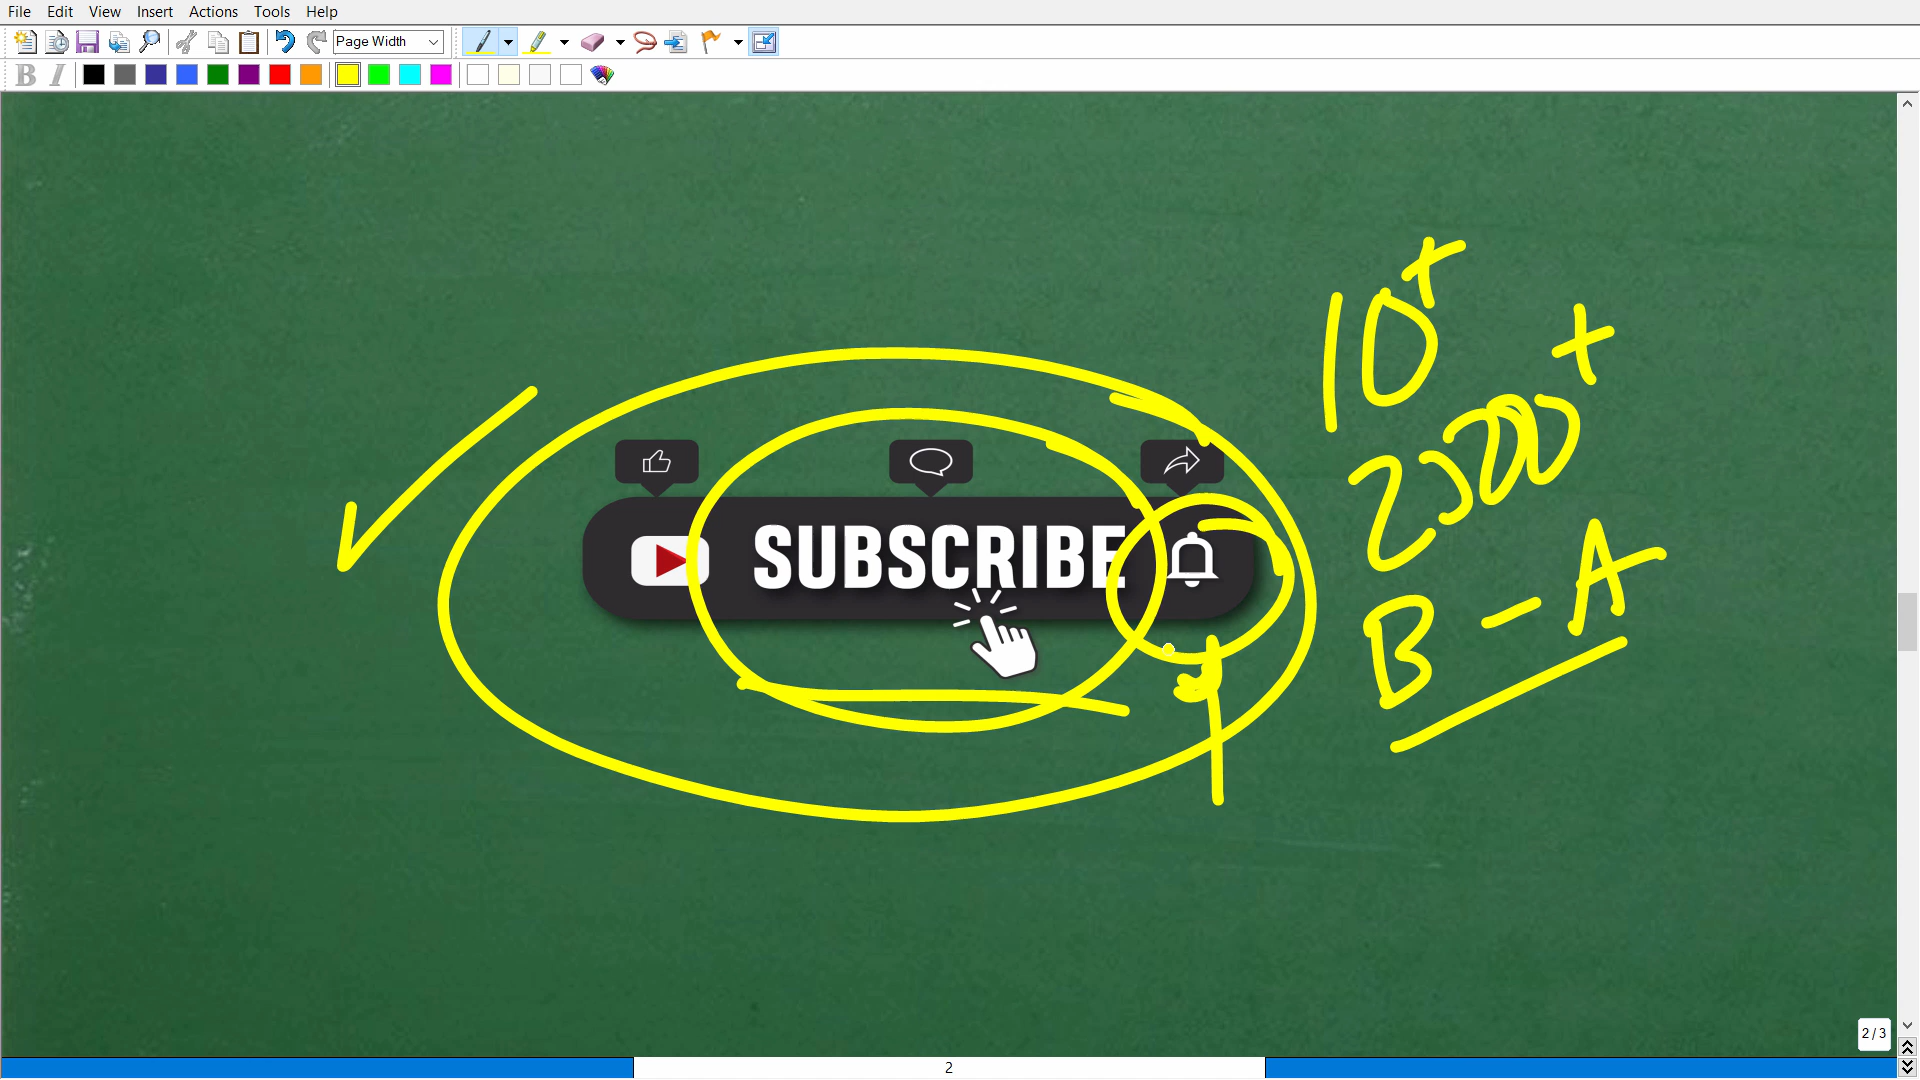 File Edit View Insert Actions Tools Help
Page Width
B I
10+
2000+
B - A
SUBSCRIBE
2 / 3
2